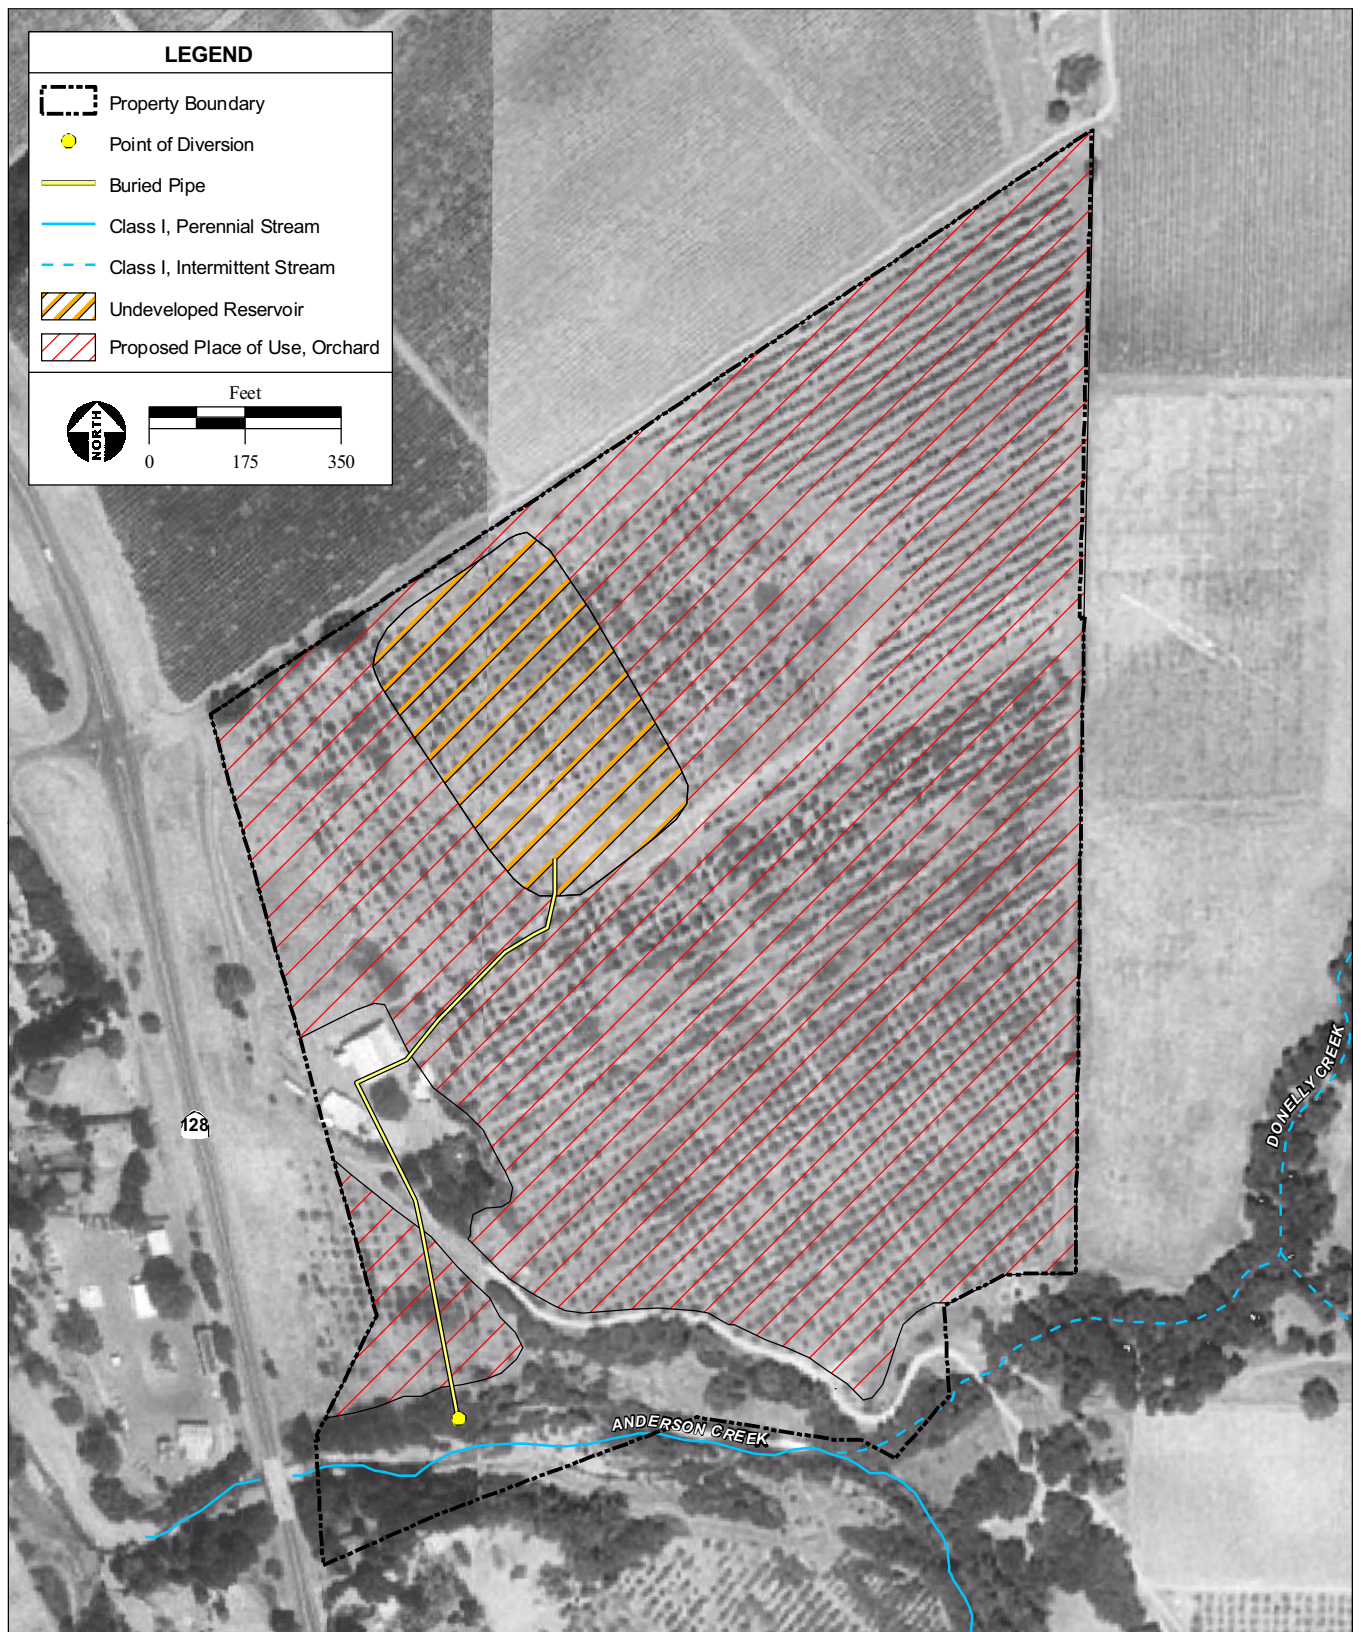 LEGEND
Property Boundary
Point of Diversion
Buried Pipe
Class I, Perennial Stream
Class I, Intermittent Stream
Undeveloped Reservoir
Proposed Place of Use, Orchard
Feet
NORTH
0 175 350
128
DONELLY CREEK
ANDERSON CREEK